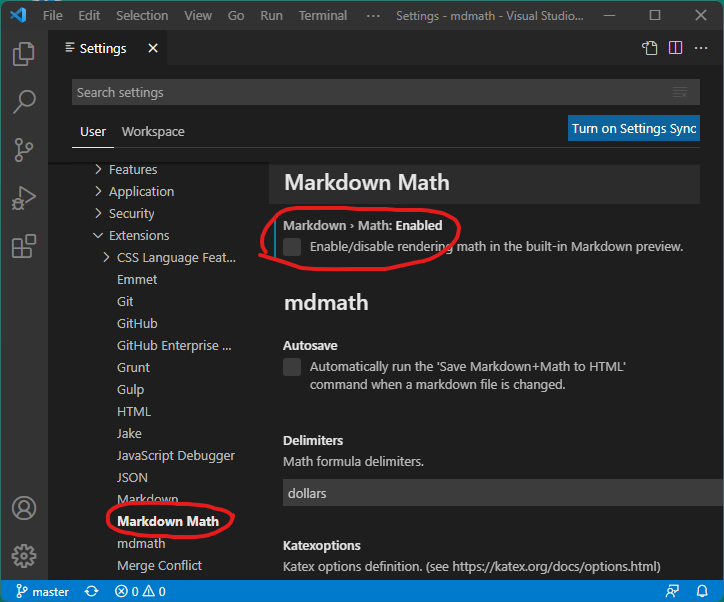 File Edit Selection View Go Run Terminal ··· Settings - mdmath - Visual Studio...
Settings
Search settings
User Workspace
Turn on Settings Sync
Features
Application
Security
Extensions
CSS Language Feat...
Emmet
Git
GitHub
GitHub Enterprise ...
Grunt
Gulp
HTML
Jake
JavaScript Debugger
JSON
Markdown
Markdown Math
mdmath
Merge Conflict
Markdown Math
Markdown › Math: Enabled
Enable/disable rendering math in the built-in Markdown preview.
mdmath
Autosave
Automatically run the 'Save Markdown+Math to HTML'
command when a markdown file is changed.
Delimiters
Math formula delimiters.
dollars
Katexoptions
Katex options definition. (see https://katex.org/docs/options.html)
master 0 0